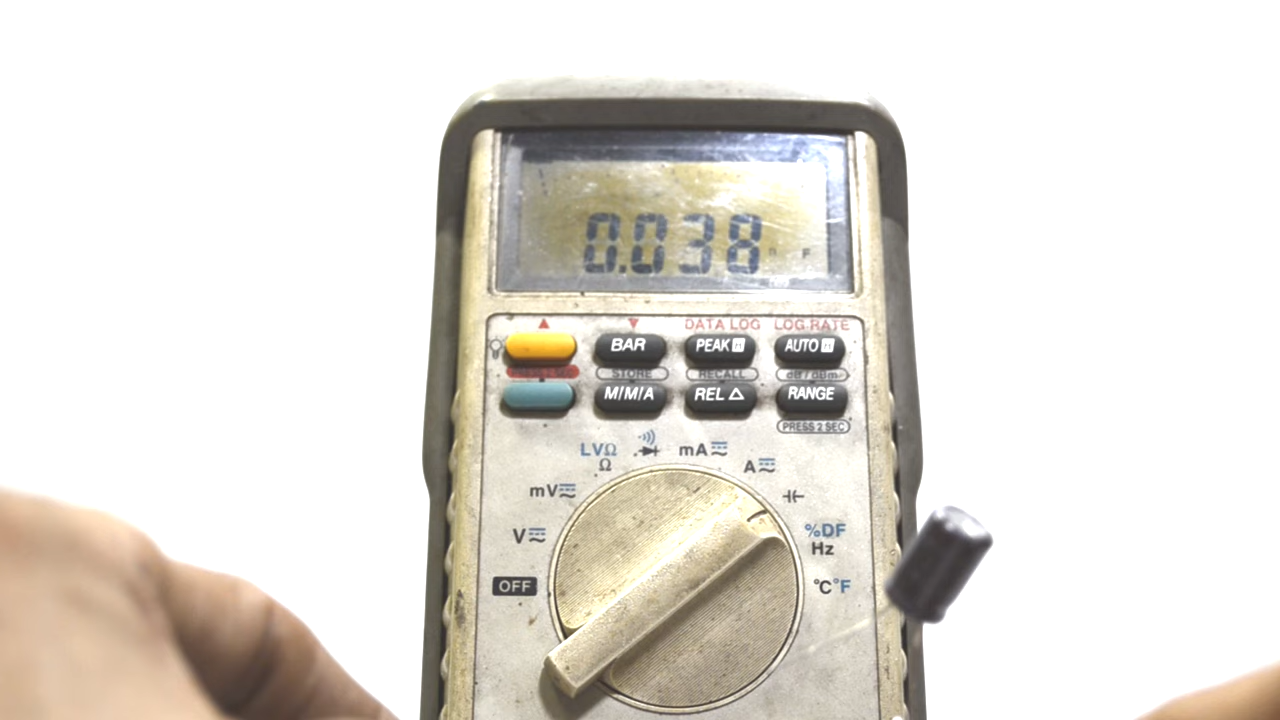 0.038 n F
DATA LOG LOG-RATE
BAR PEAK AUTO
STORE RECALL dB/dBm
M/M/A REL △ RANGE
PRESS 2 SEC
LVΩ
Ω
mA
A
mV
V
%DF
Hz
OFF
°C°F